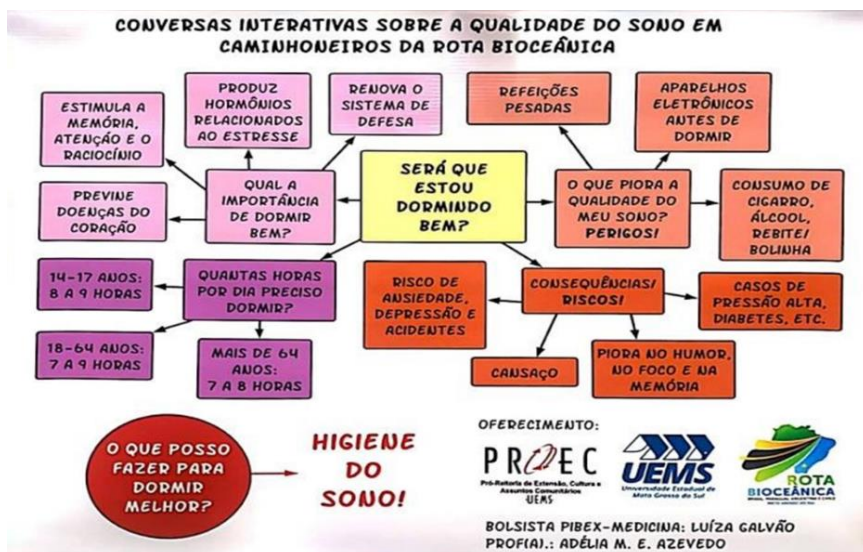 CONVERSAS INTERATIVAS SOBRE A QUALIDADE DO SONO EM
CAMINHONEIROS DA ROTA BIOCEÂNICA
ESTIMULA A
MEMÓRIA,
ATENÇÃO E O
RACIOCÍNIO
PRODUZ
HORMÔNIOS
RELACIONADOS
AO ESTRESSE
RENOVA O
SISTEMA DE
DEFESA
REFEIÇÕES
PESADAS
APARELHOS
ELETRÔNICOS
ANTES DE
DORMIR
PREVINE
DOENÇAS DO
CORAÇÃO
QUAL A
IMPORTÂNCIA
DE DORMIR
BEM?
SERÁ QUE
ESTOU
DORMINDO
BEM?
O QUE PIORA A
QUALIDADE DO
MEU SONO?
PERIGOS!
CONSUMO DE
CIGARRO,
ÁLCOOL,
REBITE/
BOLINHA
14-17 ANOS:
8 A 9 HORAS
QUANTAS HORAS
POR DIA PRECISO
DORMIR?
RISCO DE
ANSIEDADE,
DEPRESSÃO E
ACIDENTES
CONSEQUÊNCIAS/
RISCOS!
CASOS DE
PRESSÃO ALTA,
DIABETES, ETC.
18-64 ANOS:
7 A 9 HORAS
MAIS DE 64
ANOS:
7 A 8 HORAS
CANSAÇO
PIORA NO HUMOR,
NO FOCO E NA
MEMÓRIA
O QUE POSSO
FAZER PARA
DORMIR
MELHOR?
HIGIENE
DO
SONO!
OFERECIMENTO:
PROEC
Pró-Reitoria de Extensão, Cultura e
Assuntos Comunitários
UEMS
UEMS
Universidade Estadual de
Mato Grosso do Sul
ROTA
BIOCEÂNICA
BRASIL, PARAGUAI, ARGENTINA E CHILE
BOLSISTA PIBEX-MEDICINA: LUÍZA GALVÃO
PROF(A).: ADÉLIA M. E. AZEVEDO